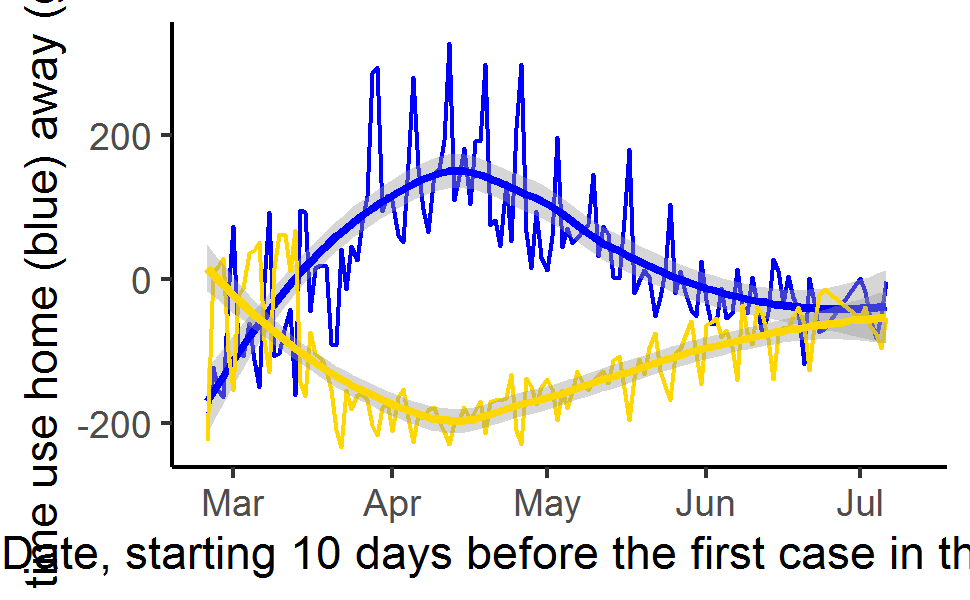 time use home (blue) away (
200
0
-200
Mar Apr May Jun Jul
Date, starting 10 days before the first case in th